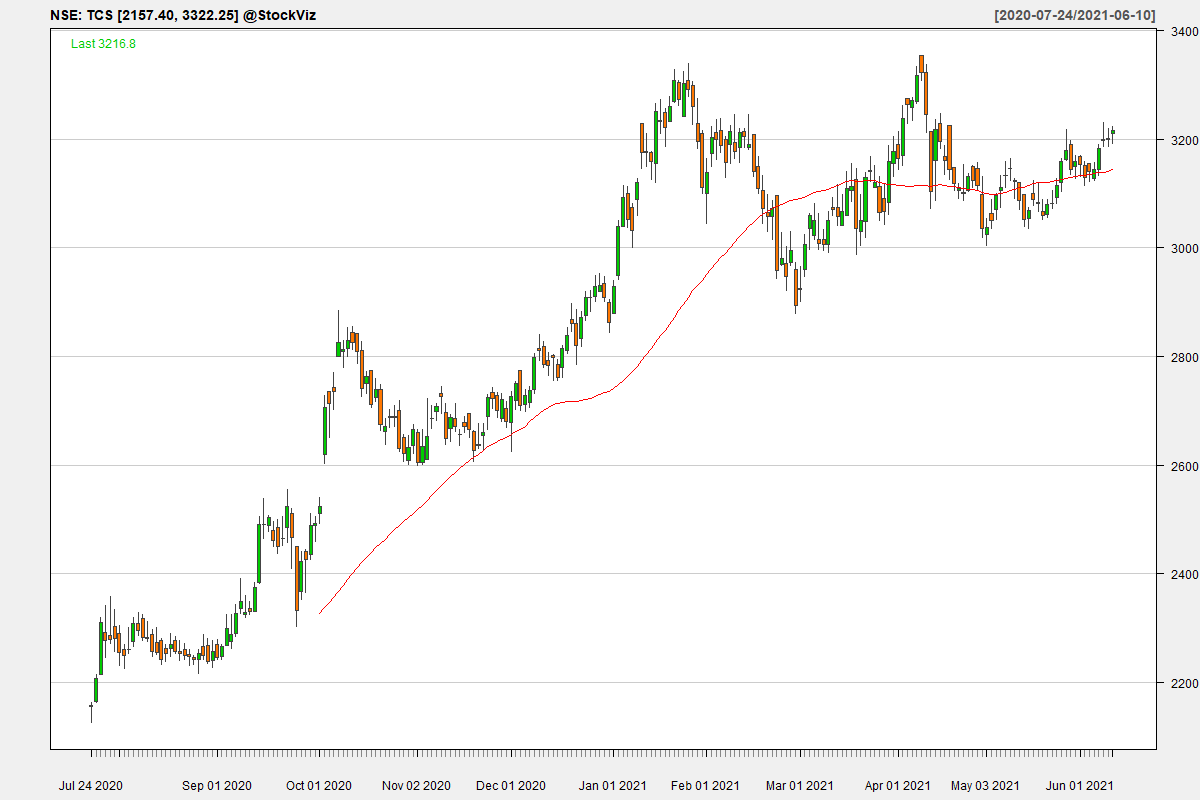 NSE: TCS [2157.40, 3322.25] @StockViz
[2020-07-24/2021-06-10]
Last 3216.8
3400
3200
3000
2800
2600
2400
2200
Jul 24 2020 Sep 01 2020 Oct 01 2020 Nov 02 2020 Dec 01 2020 Jan 01 2021 Feb 01 2021 Mar 01 2021 Apr 01 2021 May 03 2021 Jun 01 2021